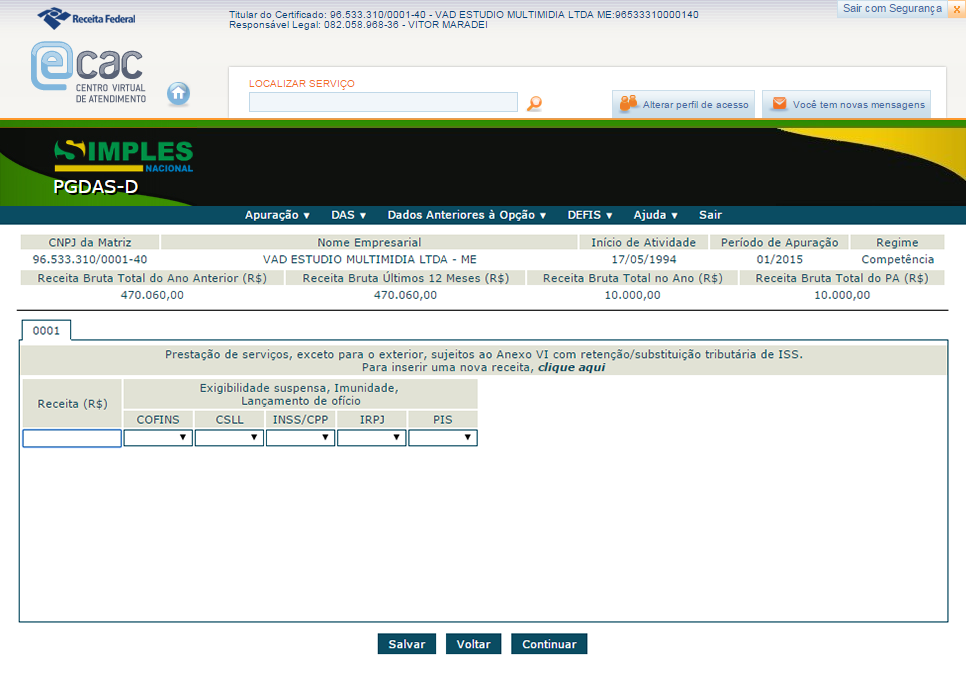 Receita Federal
Titular do Certificado: 96.533.310/0001-40 - VAD ESTUDIO MULTIMIDIA LTDA ME:96533310000140
Responsável Legal: 082.058.968-36 - VITOR MARADEI
Sair com Segurança x
e cac
CENTRO VIRTUAL
DE ATENDIMENTO
LOCALIZAR SERVIÇO
Alterar perfil de acesso
Você tem novas mensagens
SIMPLES
NACIONAL
PGDAS-D
Apuração ▼ DAS ▼ Dados Anteriores à Opção ▼ DEFIS ▼ Ajuda ▼ Sair
CNPJ da Matriz Nome Empresarial Início de Atividade Período de Apuração Regime
96.533.310/0001-40 VAD ESTUDIO MULTIMIDIA LTDA - ME 17/05/1994 01/2015 Competência
Receita Bruta Total do Ano Anterior (R$) Receita Bruta Últimos 12 Meses (R$) Receita Bruta Total no Ano (R$) Receita Bruta Total do PA (R$)
470.060,00 470.060,00 10.000,00 10.000,00
0001
Prestação de serviços, exceto para o exterior, sujeitos ao Anexo VI com retenção/substituição tributária de ISS.
Para inserir uma nova receita, clique aqui
Receita (R$)
Exigibilidade suspensa, Imunidade,
Lançamento de ofício
COFINS CSLL INSS/CPP IRPJ PIS
Salvar Voltar Continuar